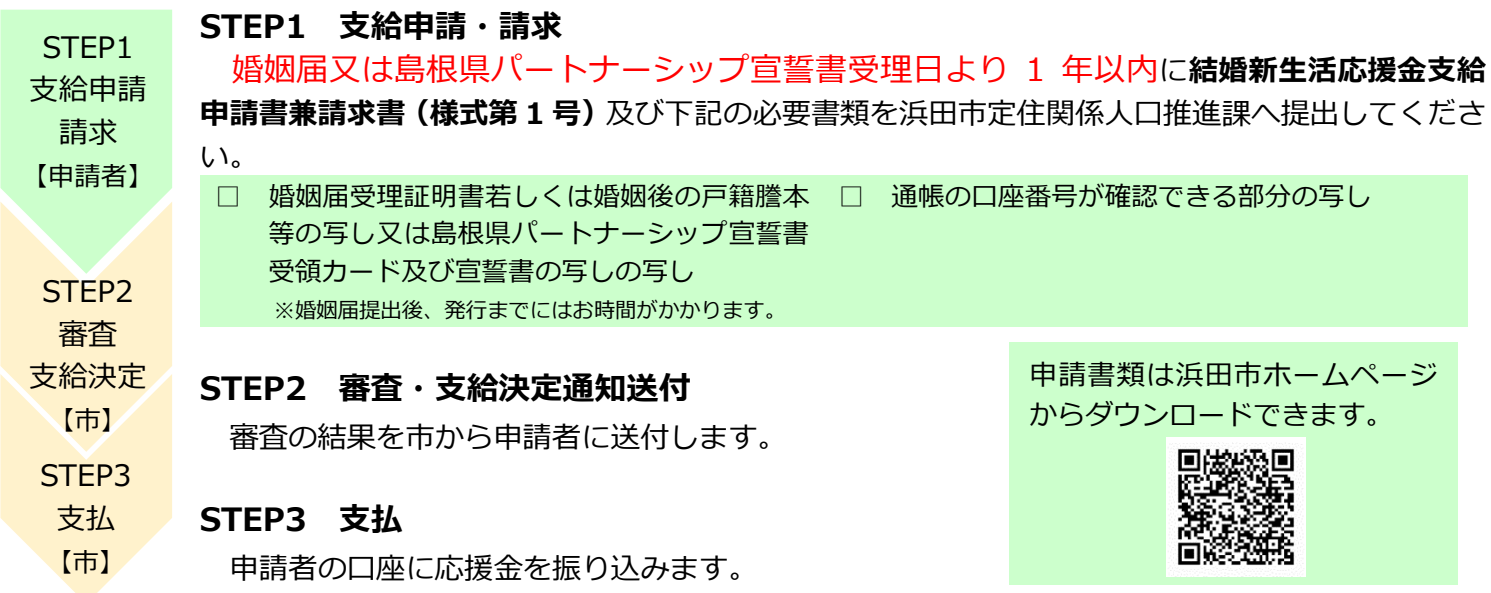 STEP1
支給申請
請求
【申請者】
STEP2
審査
支給決定
【市】
STEP3
支払
【市】
STEP1　支給申請・請求
婚姻届又は島根県パートナーシップ宣誓書受理日より 1 年以内に結婚新生活応援金支給
申請書兼請求書（様式第1号）及び下記の必要書類を浜田市定住関係人口推進課へ提出してくださ
い。
□　婚姻届受理証明書若しくは婚姻後の戸籍謄本
等の写し又は島根県パートナーシップ宣誓書
受領カード及び宣誓書の写しの写し
※婚姻届提出後、発行までにはお時間がかかります。
□　通帳の口座番号が確認できる部分の写し
STEP2　審査・支給決定通知送付
審査の結果を市から申請者に送付します。
STEP3　支払
申請者の口座に応援金を振り込みます。
申請書類は浜田市ホームページ
からダウンロードできます。